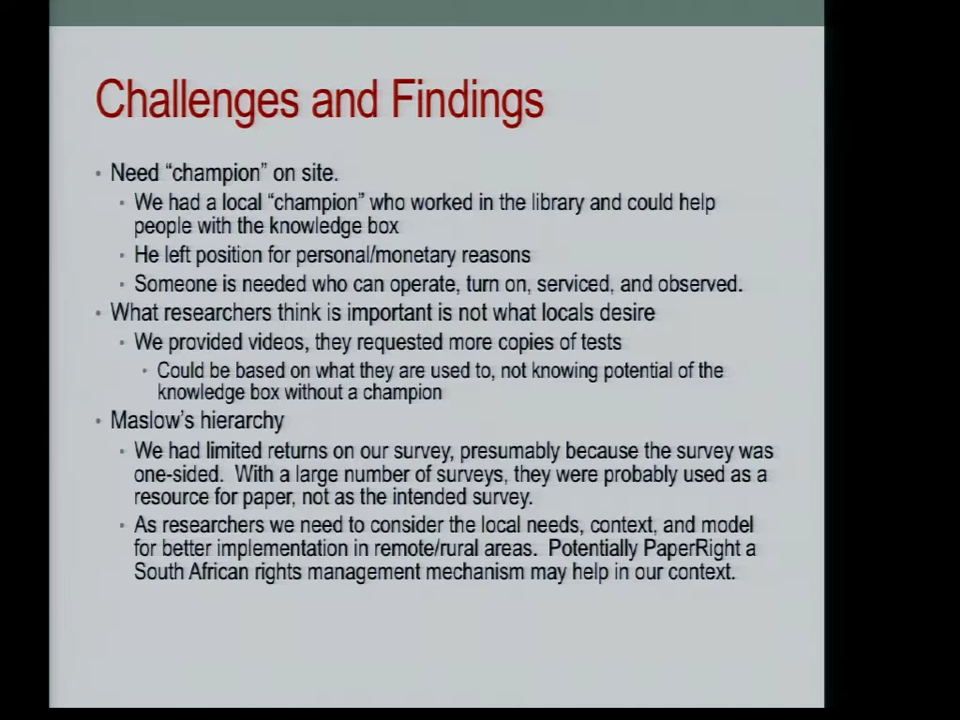 Challenges and Findings
• Need “champion” on site.
• We had a local “champion” who worked in the library and could help
people with the knowledge box
• He left position for personal/monetary reasons
• Someone is needed who can operate, turn on, serviced, and observed.
• What researchers think is important is not what locals desire
• We provided videos, they requested more copies of tests
• Could be based on what they are used to, not knowing potential of the
knowledge box without a champion
• Maslow’s hierarchy
• We had limited returns on our survey, presumably because the survey was
one-sided. With a large number of surveys, they were probably used as a
resource for paper, not as the intended survey.
• As researchers we need to consider the local needs, context, and model
for better implementation in remote/rural areas. Potentially PaperRight a
South African rights management mechanism may help in our context.